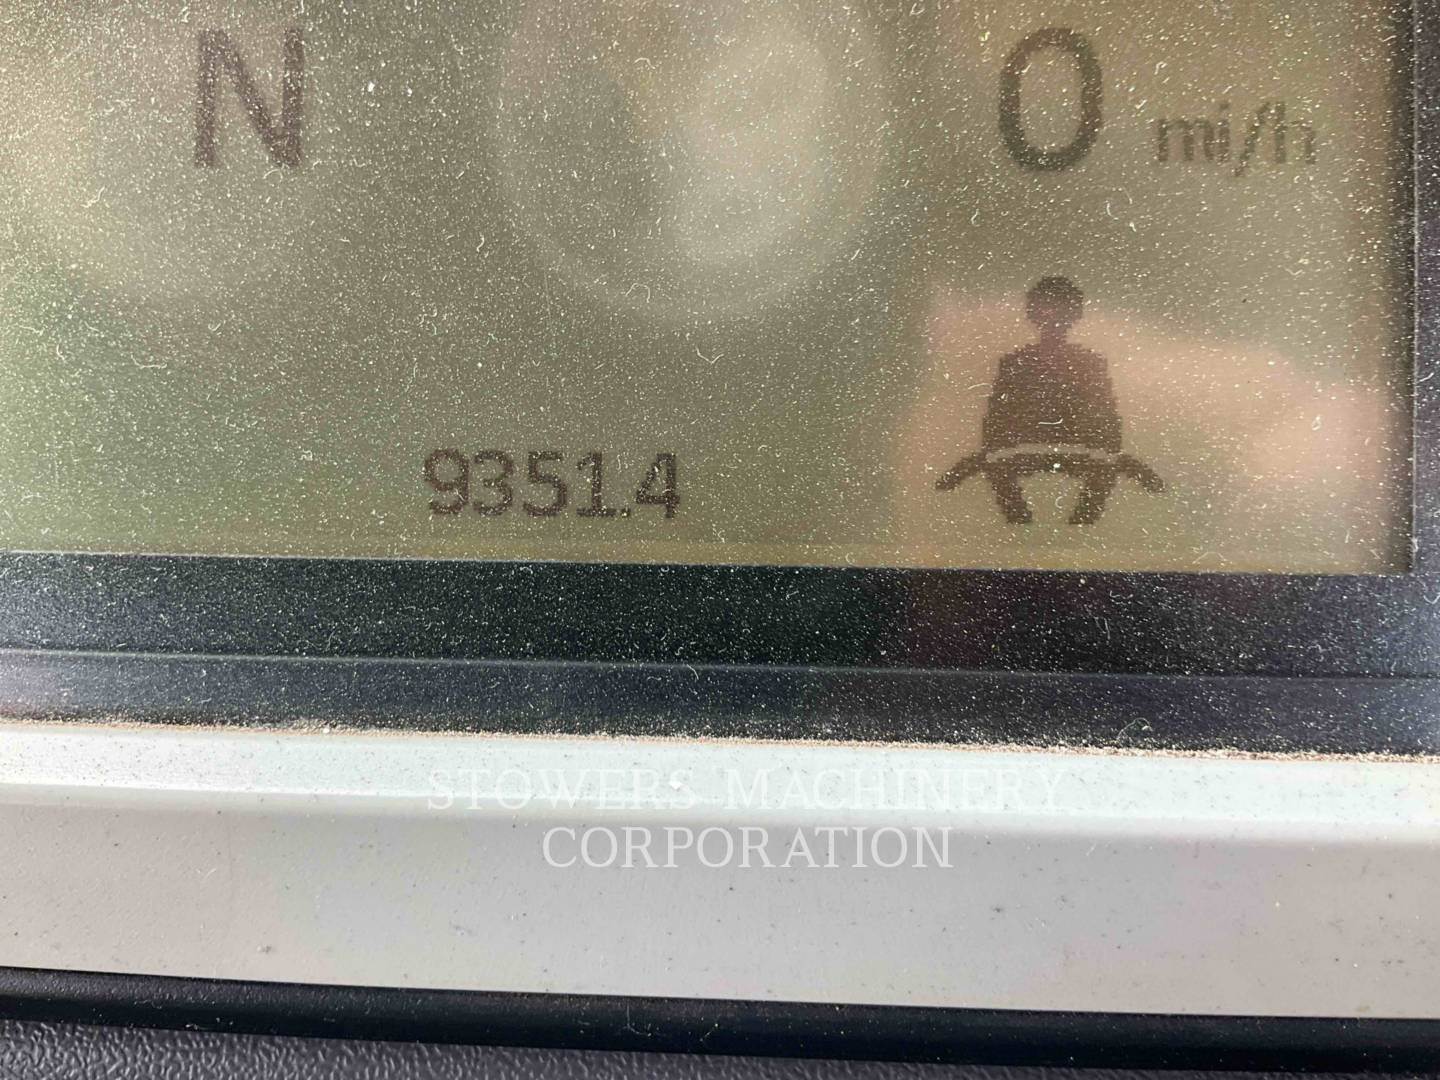 N 0 mi/h
9351.4
STOWERS MACHINERY
CORPORATION